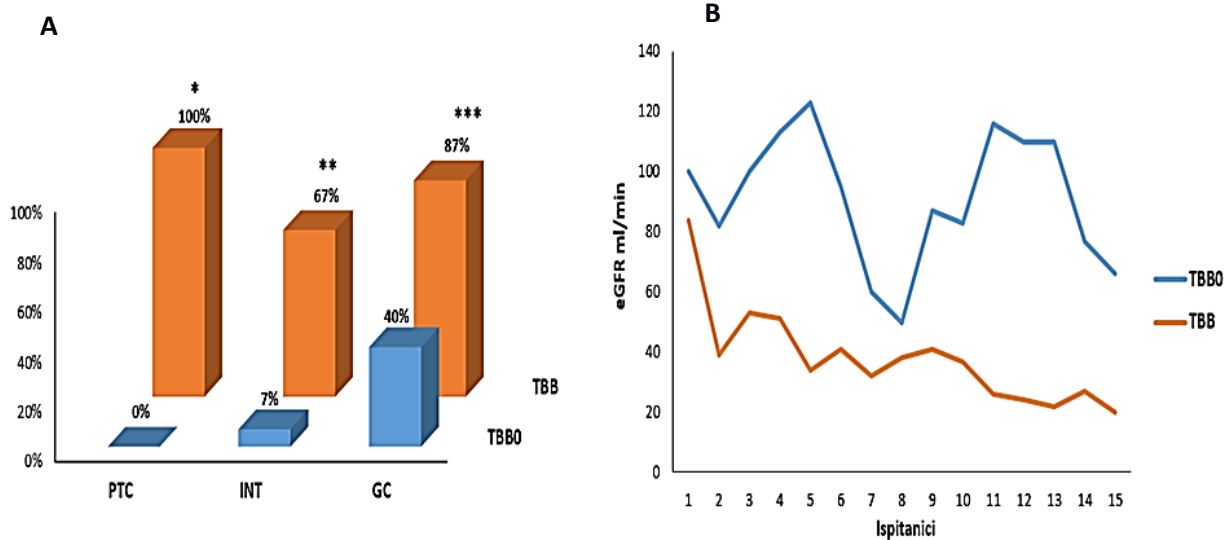 A
*
100%
***
87%
**
67%
100%
80%
60%
40%
20%
0%
40%
7%
0%
TBB
TBB0
PTC
INT
GC
B
140
120
100
80
60
40
20
0
eGFR ml/min
1 2 3 4 5 6 7 8 9 10 11 12 13 14 15
Ispitanici
TBB0
TBB